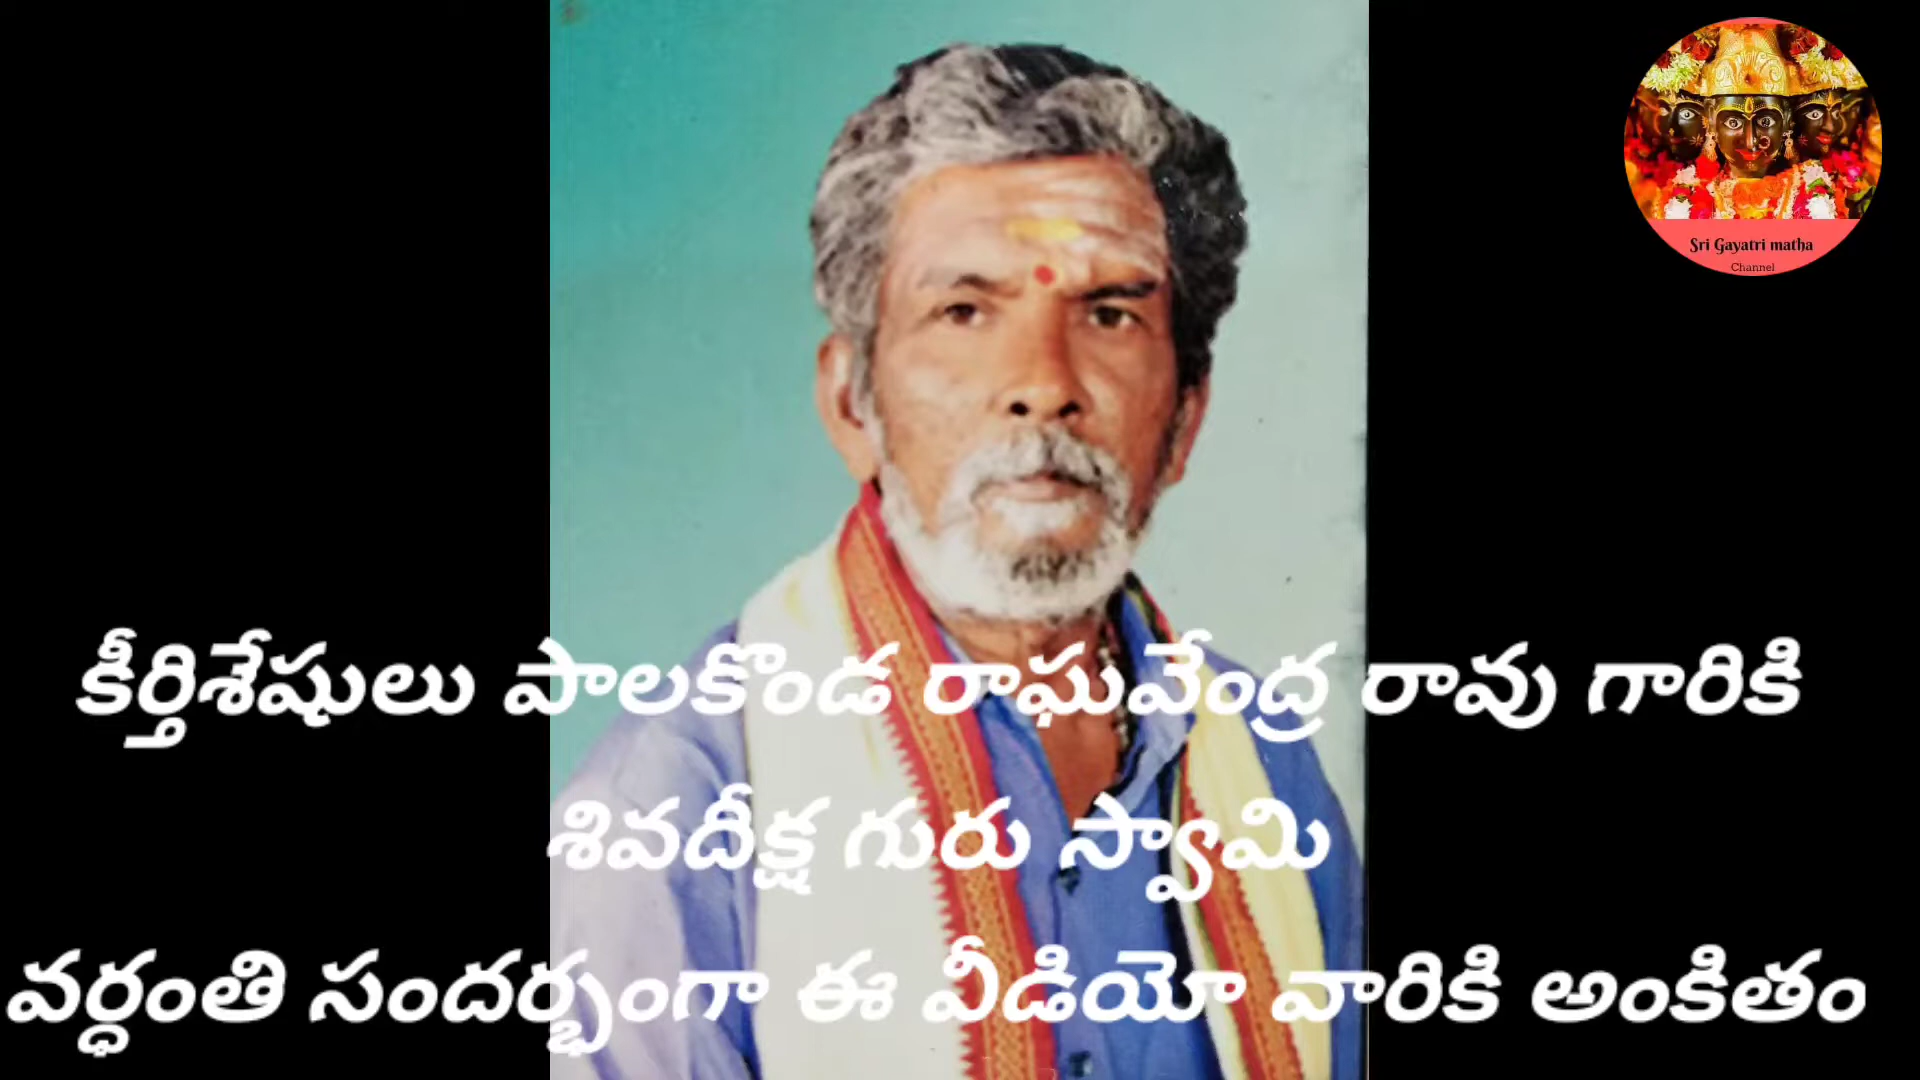 Sri Gayatri matha
Channel
కీర్తిశేషులు పాలకొండ రాఘవేంద్ర రావు గారికి
శివదీక్ష గురు స్వామి
వర్ధంతి సందర్భంగా ఈ వీడియో వారికి అంకితం